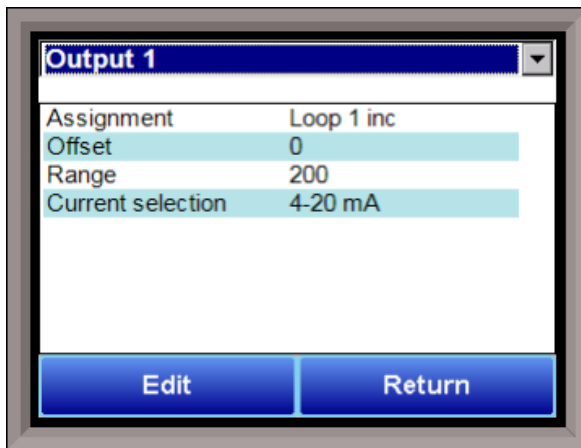 Output 1
Assignment Loop 1 inc
Offset 0
Range 200
Current selection 4-20 mA
Edit Return